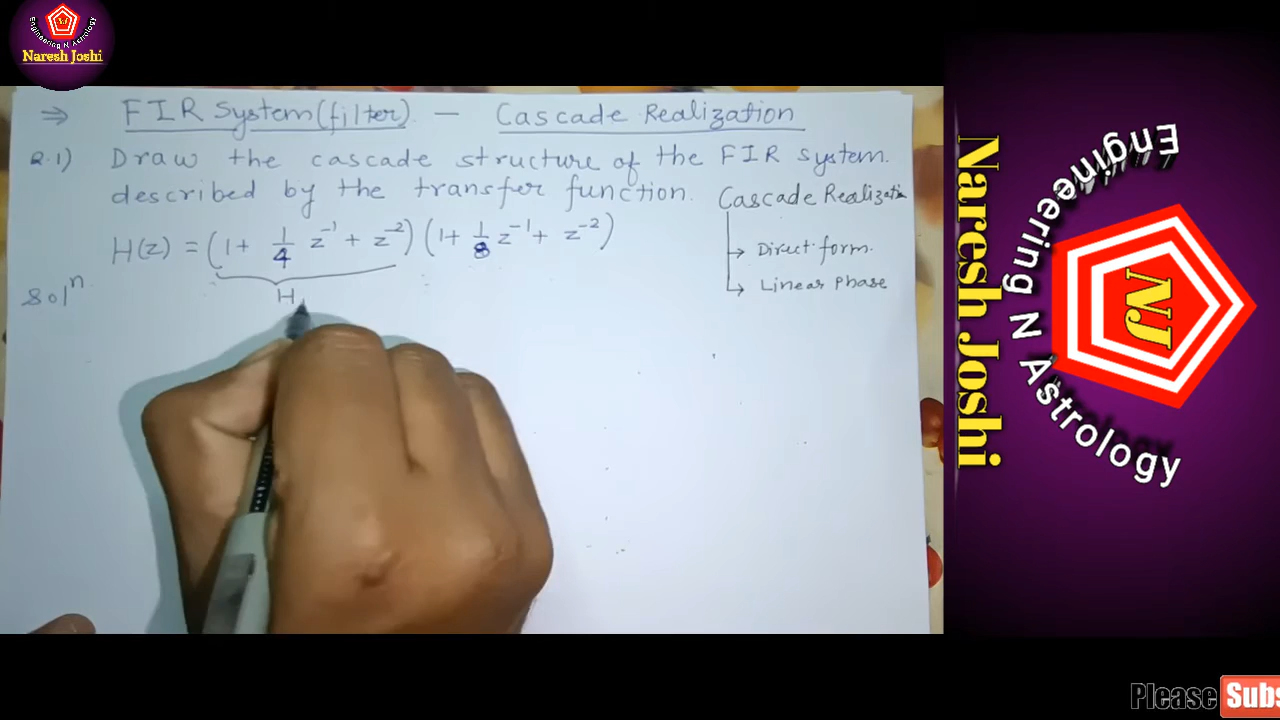 Engineering N Astrology
NJ
Naresh Joshi
⇒ FIR System(filter) — Cascade Realization
Q.1) Draw the cascade structure of the FIR system
described by the transfer function.
H(z) = (1 + 1/4 z^-1 + z^-2) (1 + 1/8 z^-1 + z^-2)
Sol^n
H
Cascade Realization
→ Direct form.
→ Linear Phase
Naresh Joshi
Engineering N Astrology
NJ
Please Subs